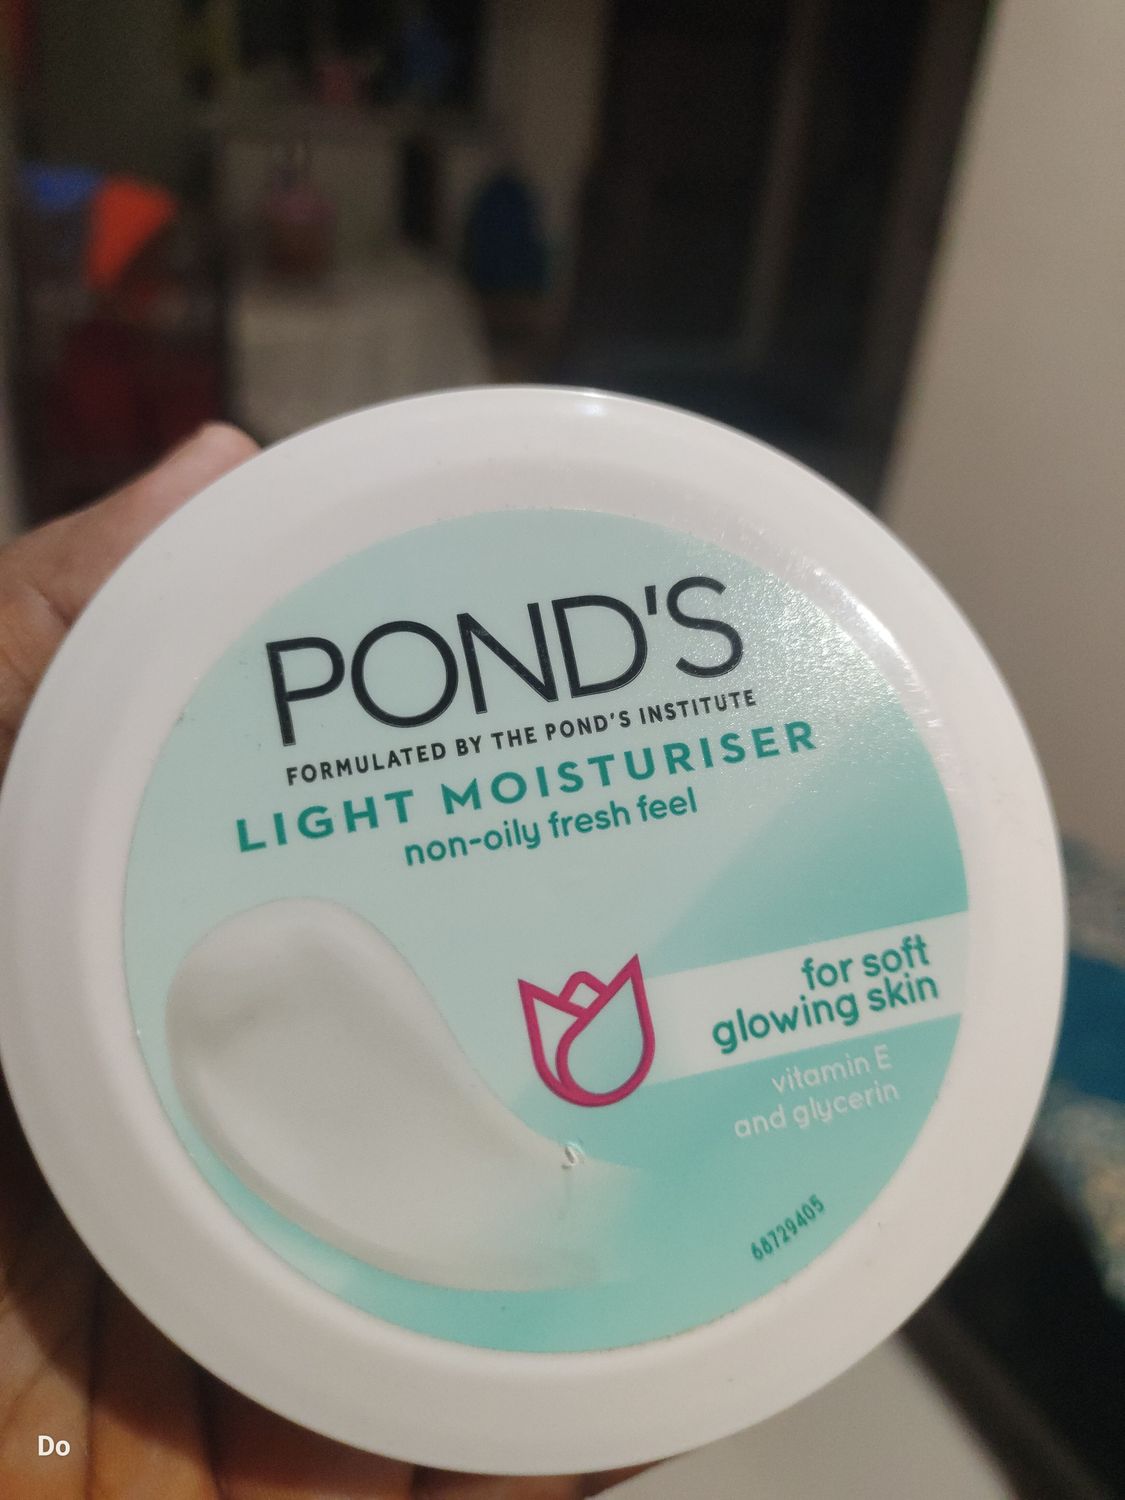 POND'S
FORMULATED BY THE POND'S INSTITUTE
LIGHT MOISTURISER
non-oily fresh feel
for soft
glowing skin
vitamin E
and glycerin
68729405
Do